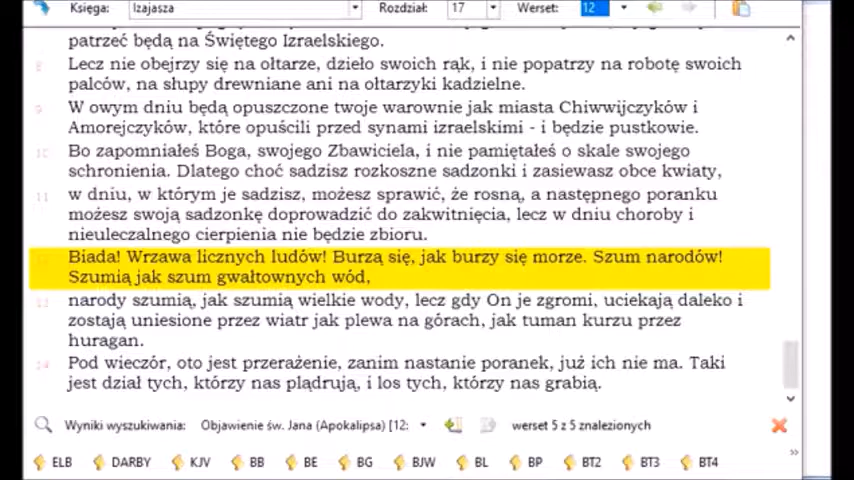 Księga: Izajasza Rozdział: 17 Werset: 12
patrzeć będą na Świętego Izraelskiego.
8 Lecz nie obejrzy się na ołtarze, dzieło swoich rąk, i nie popatrzy na robotę swoich
palców, na słupy drewniane ani na ołtarzyki kadzielne.
9 W owym dniu będą opuszczone twoje warownie jak miasta Chiwwijczyków i
Amorejczyków, które opuścili przed synami izraelskimi - i będzie pustkowie.
10 Bo zapomniałeś Boga, swojego Zbawiciela, i nie pamiętałeś o skale swojego
schronienia. Dlatego choć sadzisz rozkoszne sadzonki i zasiewasz obce kwiaty,
11 w dniu, w którym je sadzisz, możesz sprawić, że rosną, a następnego poranku
możesz swoją sadzonkę doprowadzić do zakwitnięcia, lecz w dniu choroby i
nieuleczalnego cierpienia nie będzie zbioru.
Biada! Wrzawa licznych ludów! Burzą się, jak burzy się morze. Szum narodów!
Szumią jak szum gwałtownych wód,
13 narody szumią, jak szumią wielkie wody, lecz gdy On je zgromi, uciekają daleko i
zostają uniesione przez wiatr jak plewa na górach, jak tuman kurzu przez
huragan.
14 Pod wieczór, oto jest przerażenie, zanim nastanie poranek, już ich nie ma. Taki
jest dział tych, którzy nas plądrują, i los tych, którzy nas grabią.
Wyniki wyszukiwania: Objawienie św. Jana (Apokalipsa) [12: werset 5 z 5 znalezionych
ELB DARBY KJV BB BE BG BJW BL BP BT2 BT3 BT4